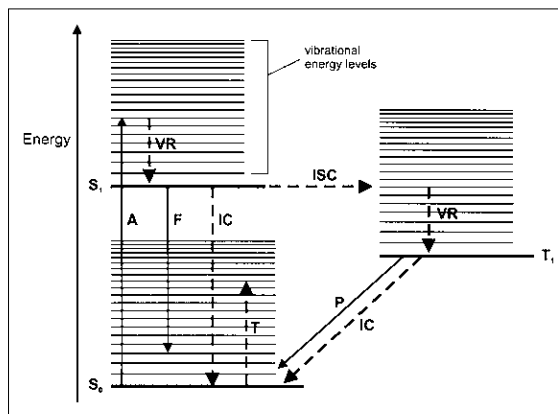 vibrational
energy levels
Energy
VR
S₁
ISC
A
F
IC
VR
T₁
T
P
IC
S₀